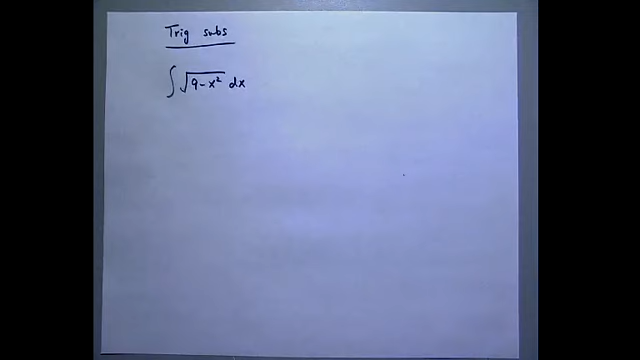 Trig subs
∫ √(9-x²) dx